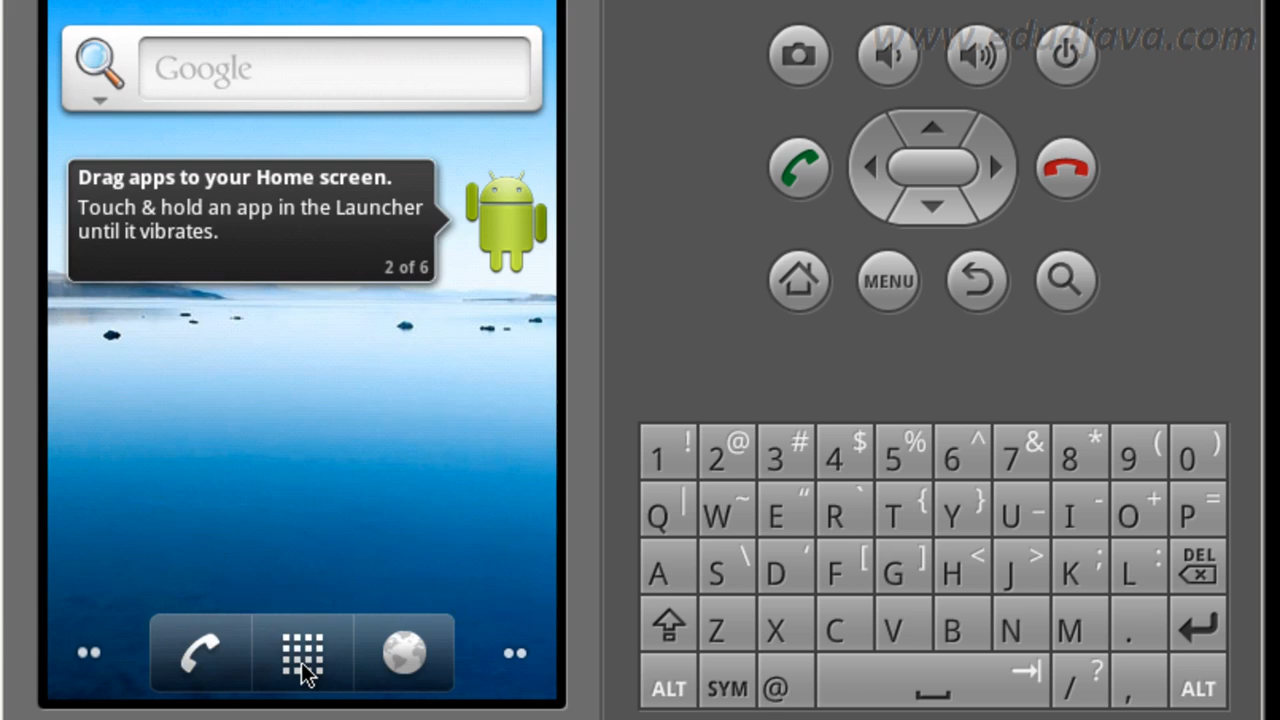 www.edu4java.com
Google
Drag apps to your Home screen.
Touch & hold an app in the Launcher
until it vibrates.
2 of 6
MENU
1 ! 2 @ 3 # 4 $ 5 % 6 ^ 7 & 8 * 9 ( 0 )
Q | W ~ E “ R ` T { Y } U _ I - O + P =
A S \ D ‘ F [ G ] H < J > K ; L : DEL
Z X C V B N M .
ALT SYM @ / ? , ALT